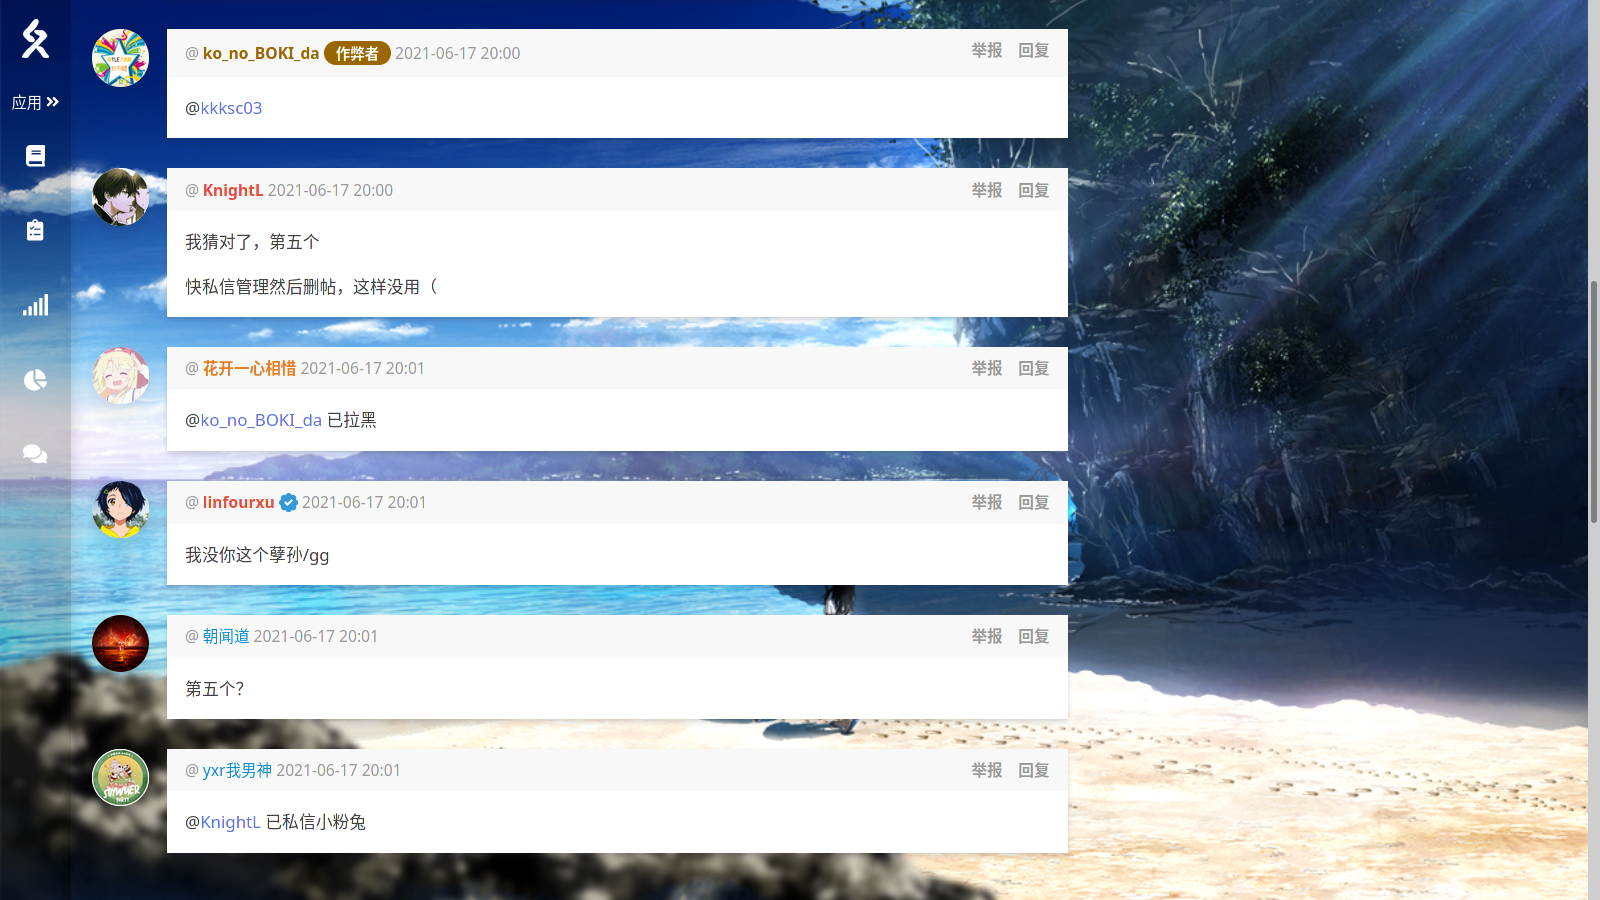 应用
@ ko_no_BOKI_da 作弊者 2021-06-17 20:00 举报 回复
@kkksc03
@ KnightL 2021-06-17 20:00 举报 回复
我猜对了，第五个
快私信管理然后删帖，这样没用（
@ 花开一心相惜 2021-06-17 20:01 举报 回复
@ko_no_BOKI_da 已拉黑
@ linfourxu 2021-06-17 20:01 举报 回复
我没你这个孽孙/gg
@ 朝闻道 2021-06-17 20:01 举报 回复
第五个？
@ yxr我男神 2021-06-17 20:01 举报 回复
@KnightL 已私信小粉兔